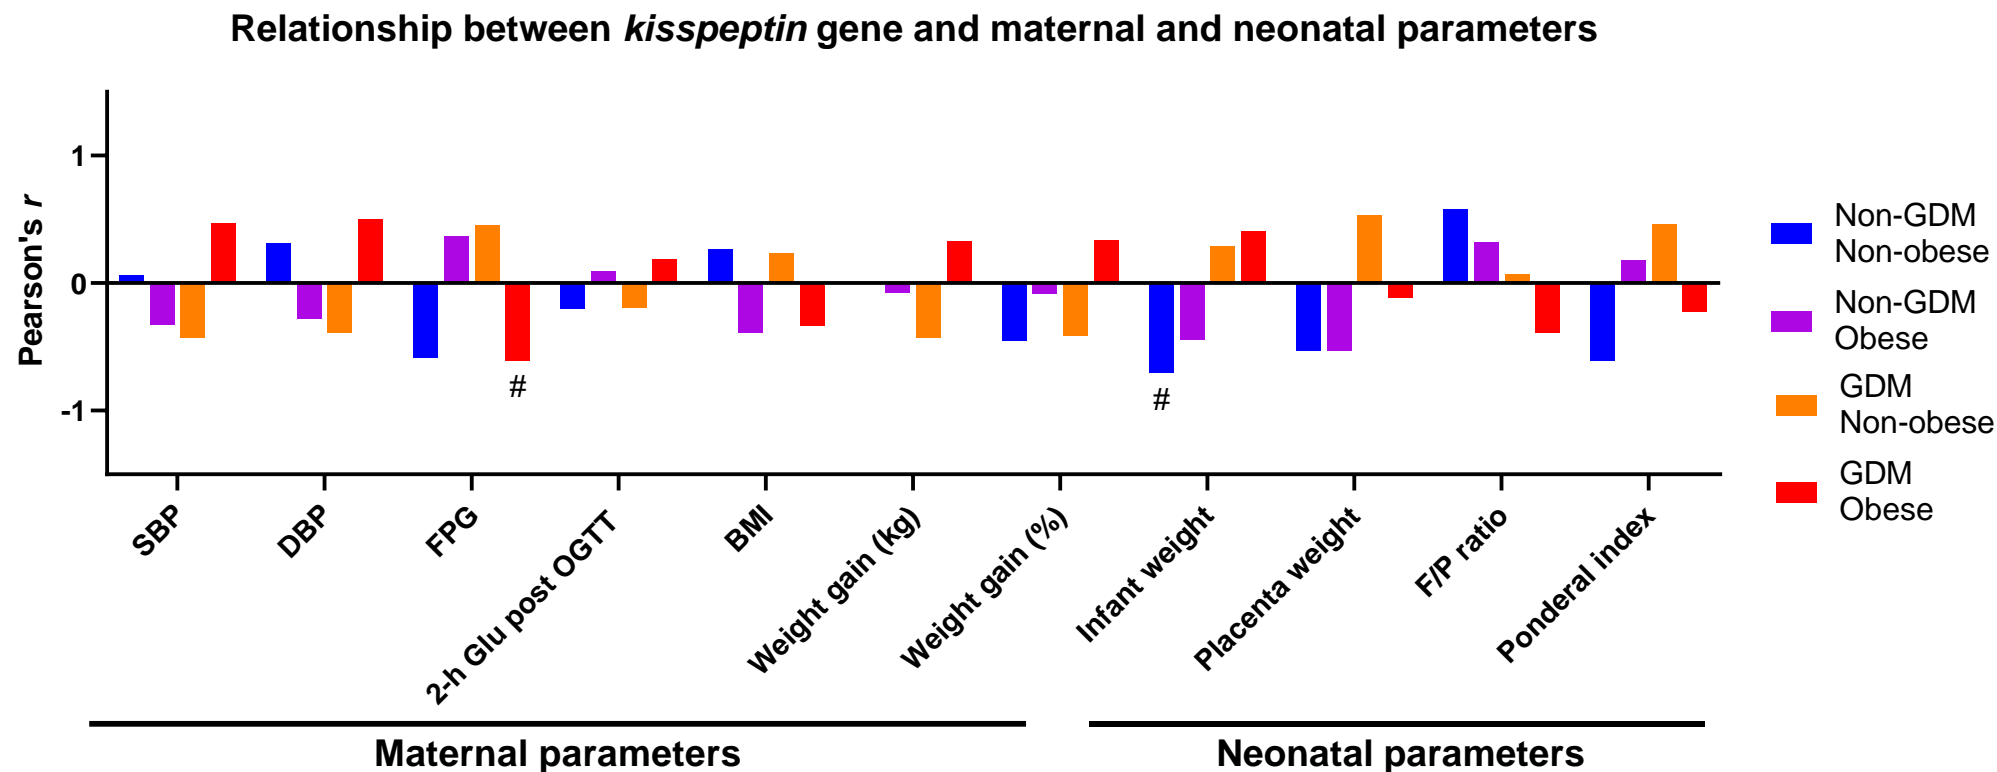 Relationship between kisspeptin gene and maternal and neonatal parameters
Pearson's r
1
0
-1
#
#
SBP
DBP
FPG
2-h Glu post OGTT
BMI
Weight gain (kg)
Weight gain (%)
Infant weight
Placenta weight
F/P ratio
Ponderal index
Maternal parameters
Neonatal parameters
Non-GDM
Non-obese
Non-GDM
Obese
GDM
Non-obese
GDM
Obese